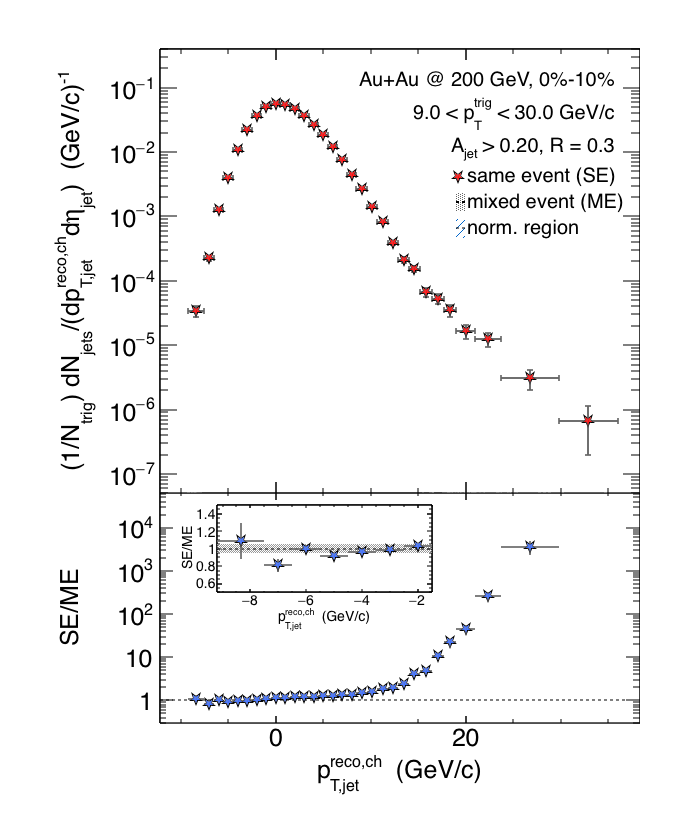 Au+Au @ 200 GeV, 0%-10%
9.0 < p_T^trig < 30.0 GeV/c
A_jet > 0.20, R = 0.3
same event (SE)
mixed event (ME)
norm. region
(1/N_trig) dN_jets/(dp_T,jet^reco,ch dη_jet) (GeV/c)^-1
10^−1
10^−2
10^−3
10^−4
10^−5
10^−6
10^−7
SE/ME
10^4
10^3
10^2
10
1
SE/ME
1.4
1.2
1
0.8
0.6
−8 −6 −4 −2
p_T,jet^reco,ch (GeV/c)
0 20
p_T,jet^reco,ch (GeV/c)